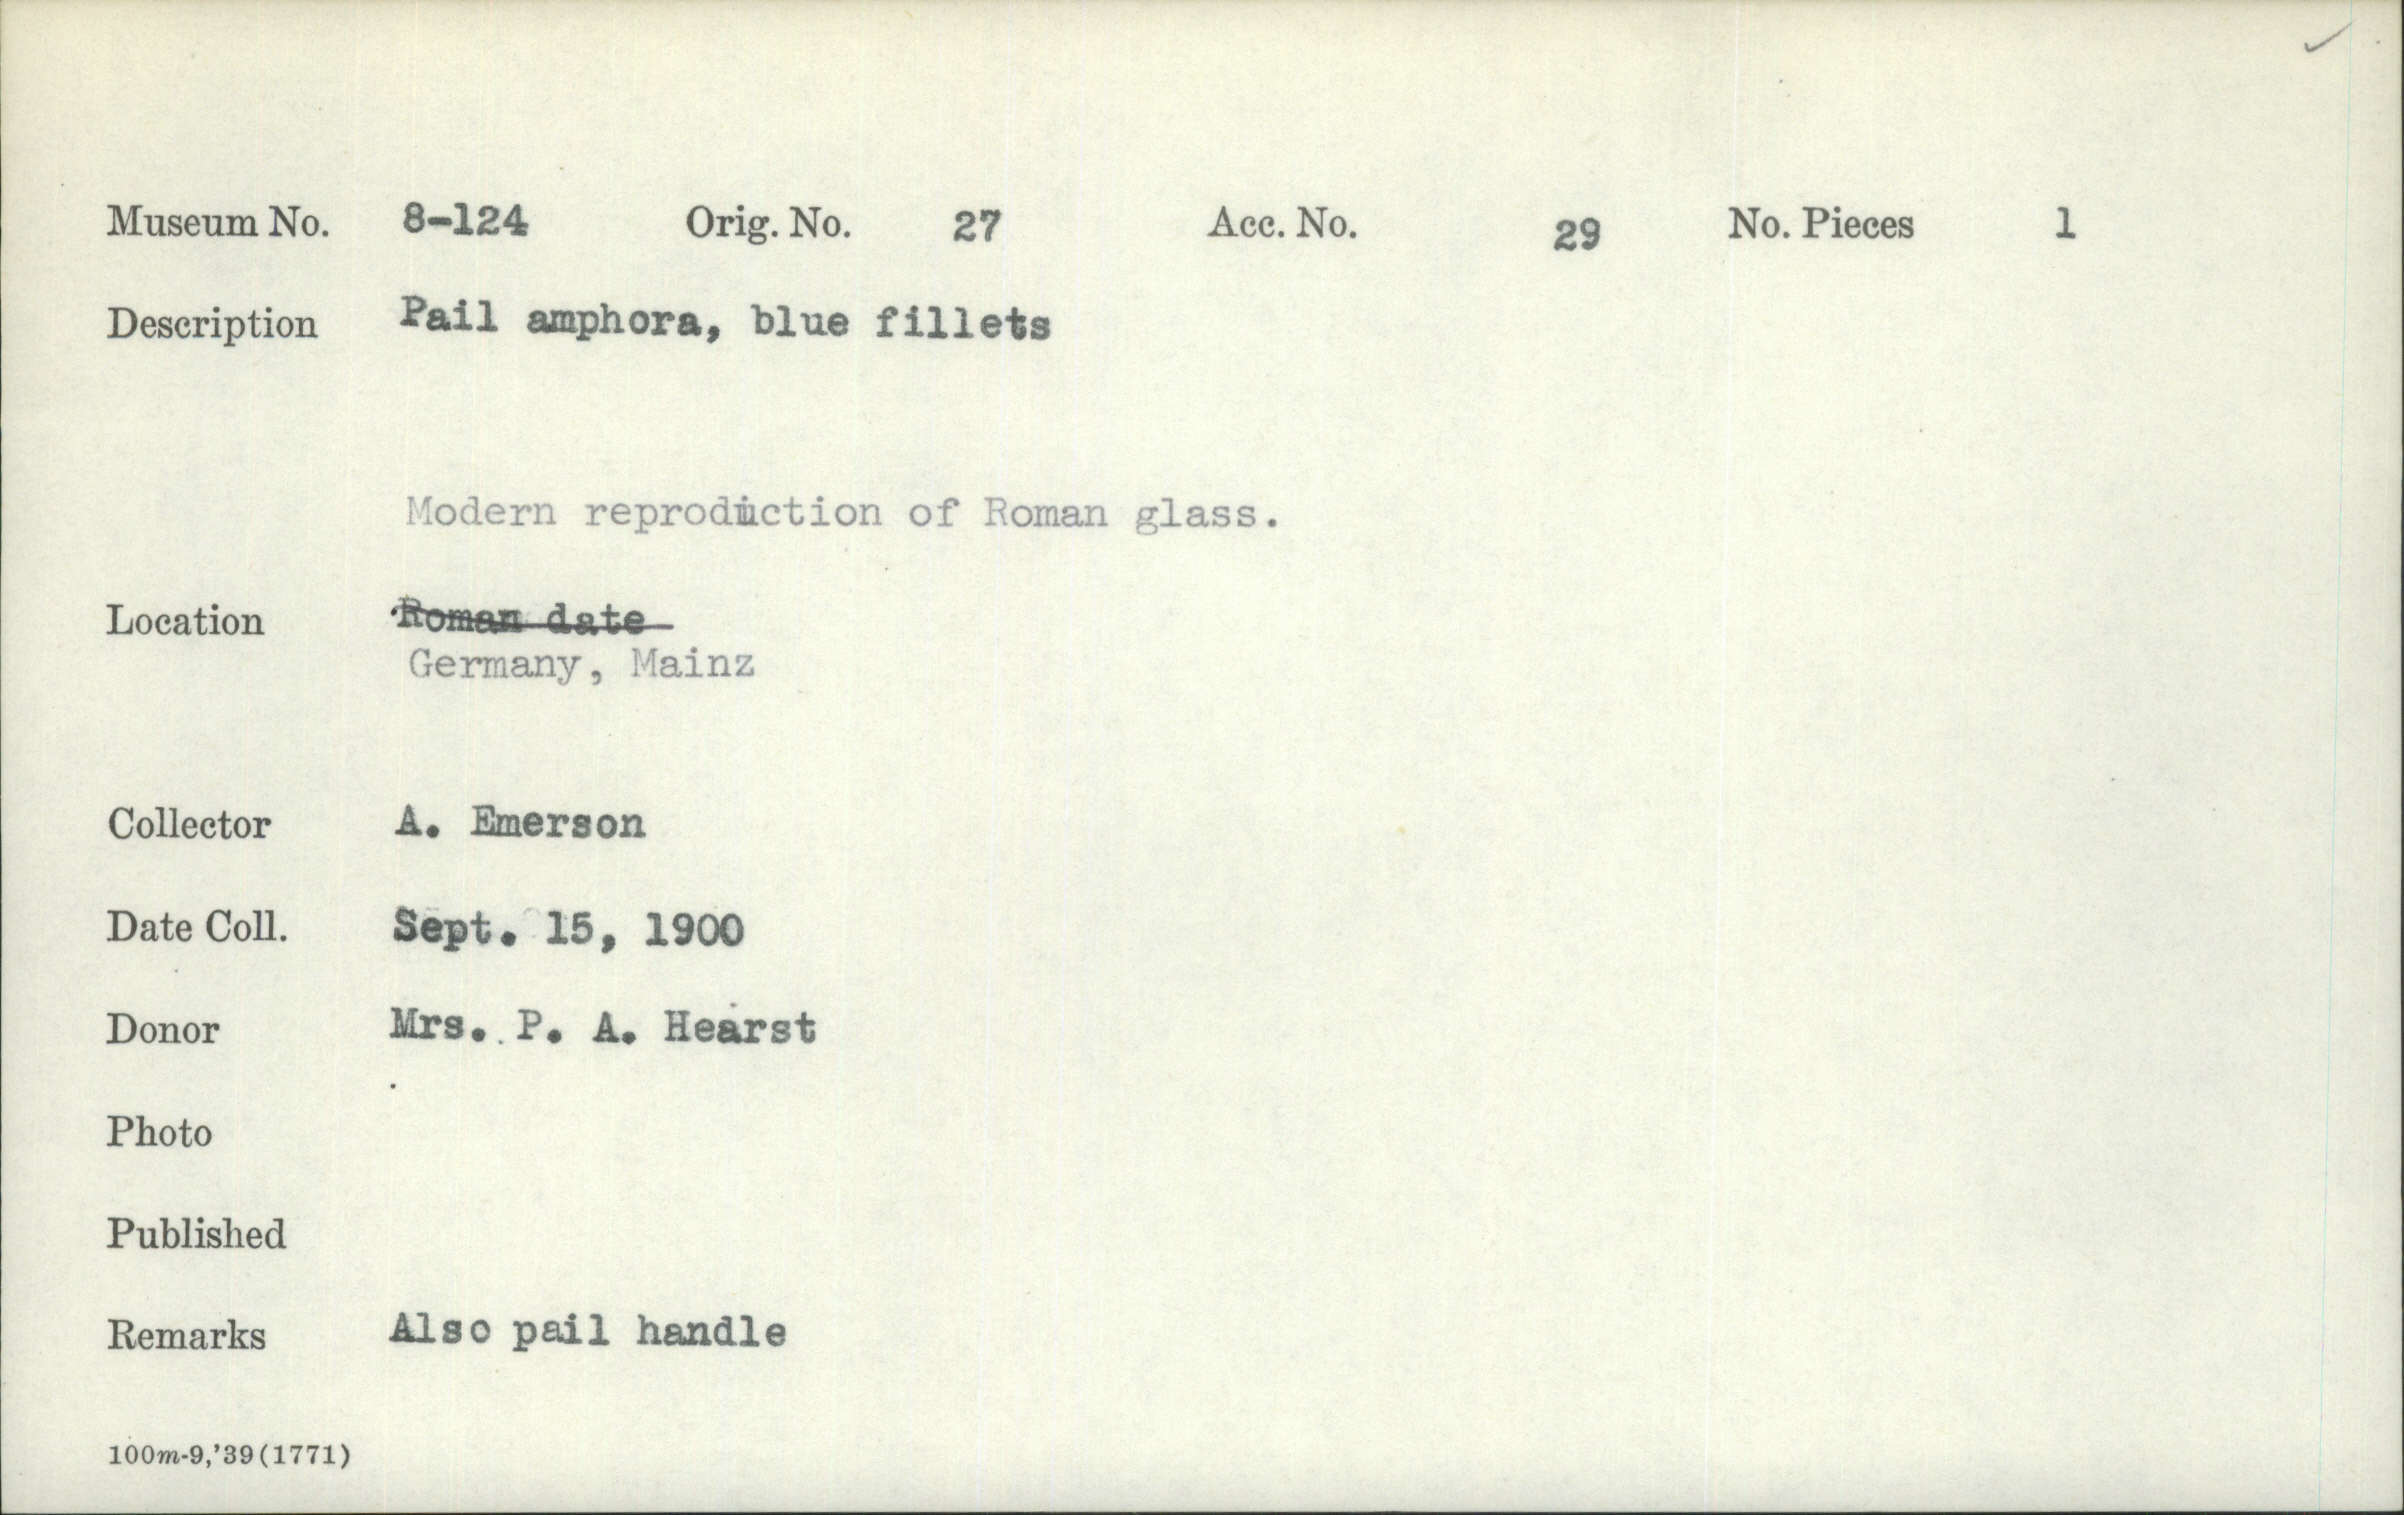 Museum No. 8-124 Orig. No. 27 Acc. No. 29 No. Pieces 1
Description Pail amphora, blue fillets
Modern reproduction of Roman glass.
Location Roman date
Germany, Mainz
Collector A. Emerson
Date Coll. Sept. 15, 1900
Donor Mrs. P. A. Hearst
Photo
Published
Remarks Also pail handle
100m-9,'39(1771)